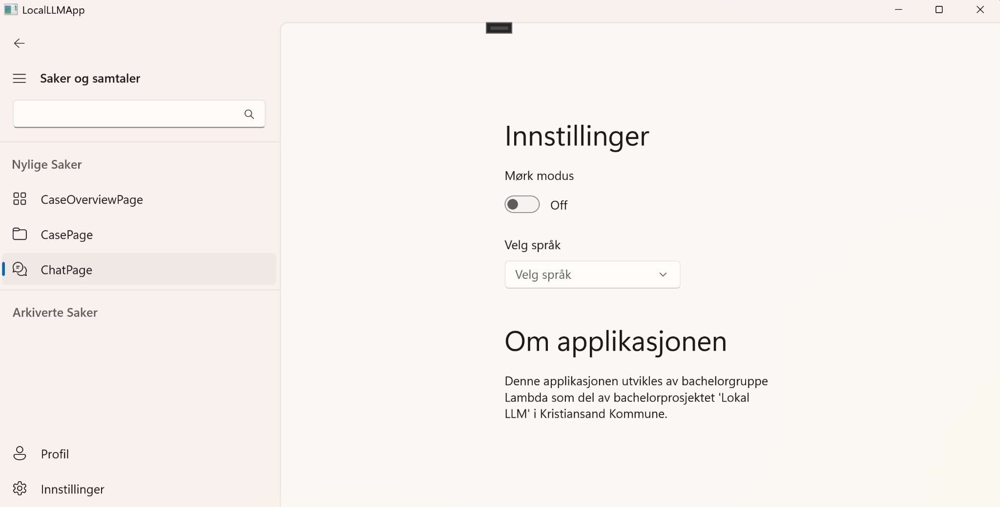 LocalLLMApp
Saker og samtaler
Nylige Saker
CaseOverviewPage
CasePage
ChatPage
Arkiverte Saker
Profil
Innstillinger
Innstillinger
Mørk modus
Off
Velg språk
Velg språk
Om applikasjonen
Denne applikasjonen utvikles av bachelorgruppe
Lambda som del av bachelorprosjektet 'Lokal
LLM' i Kristiansand Kommune.